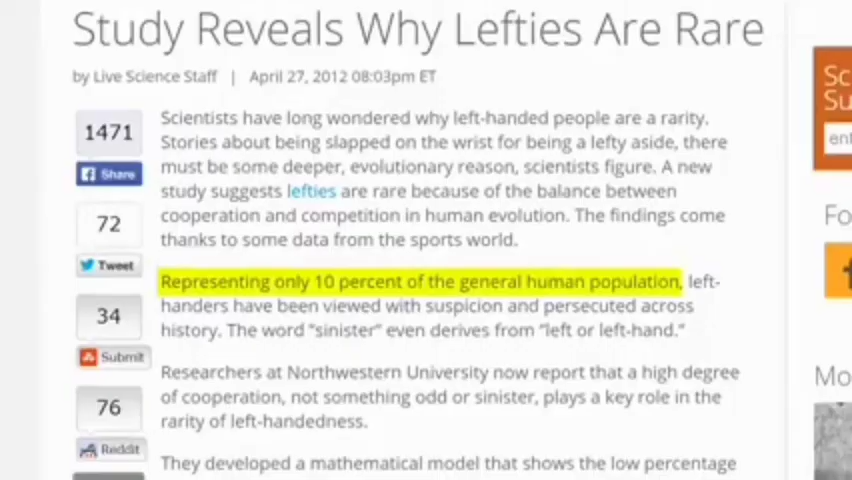 Study Reveals Why Lefties Are Rare
by Live Science Staff | April 27, 2012 08:03pm ET
1471
Share
72
Tweet
34
Submit
76
Reddit
Scientists have long wondered why left-handed people are a rarity.
Stories about being slapped on the wrist for being a lefty aside, there
must be some deeper, evolutionary reason, scientists figure. A new
study suggests lefties are rare because of the balance between
cooperation and competition in human evolution. The findings come
thanks to some data from the sports world.
Representing only 10 percent of the general human population, left-
handers have been viewed with suspicion and persecuted across
history. The word "sinister" even derives from "left or left-hand."
Researchers at Northwestern University now report that a high degree
of cooperation, not something odd or sinister, plays a key role in the
rarity of left-handedness.
They developed a mathematical model that shows the low percentage
Sc
Su
ent
Fo
Mo